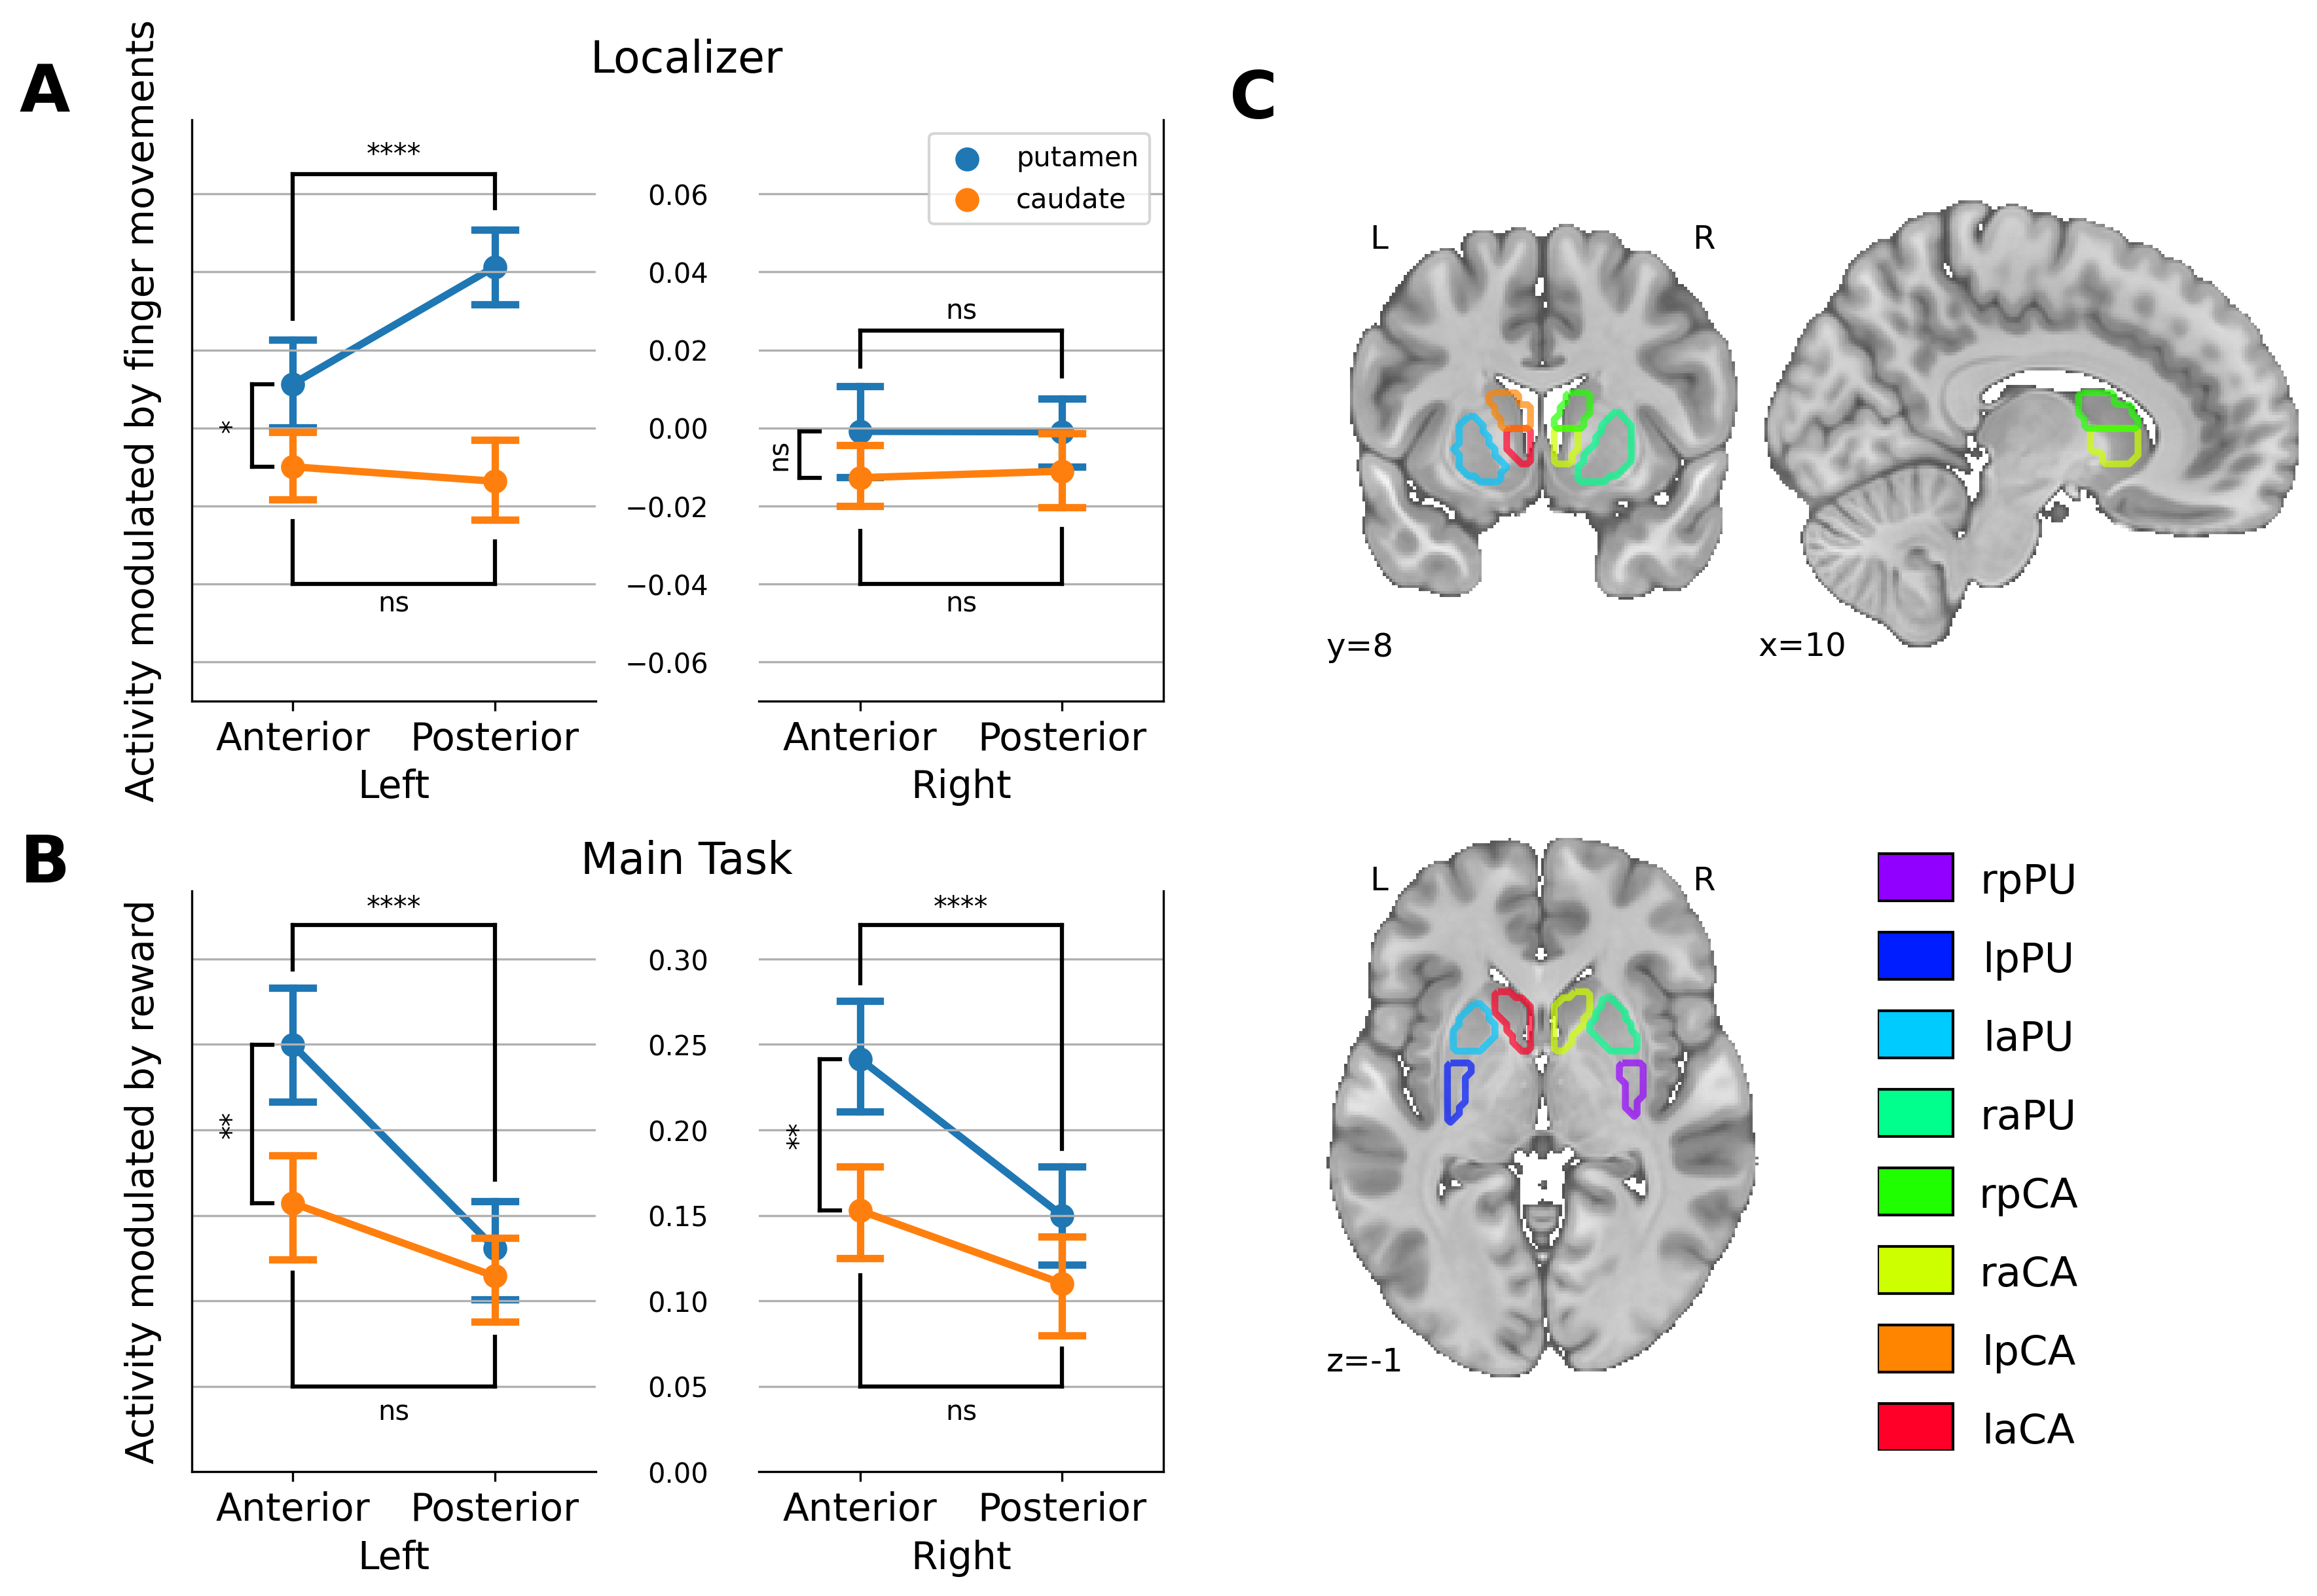 A
Localizer
Activity modulated by finger movements
****
putamen
caudate
0.06
0.04
0.02
0.00
−0.02
−0.04
−0.06
*
ns
ns
ns
ns
Anterior Posterior
Left
Anterior Posterior
Right
B
Main Task
Activity modulated by reward
****
****
0.30
0.25
0.20
0.15
0.10
0.05
0.00
**
**
ns
ns
Anterior Posterior
Left
Anterior Posterior
Right
C
L R
y=8
x=10
L R
z=-1
rpPU
lpPU
laPU
raPU
rpCA
raCA
lpCA
laCA